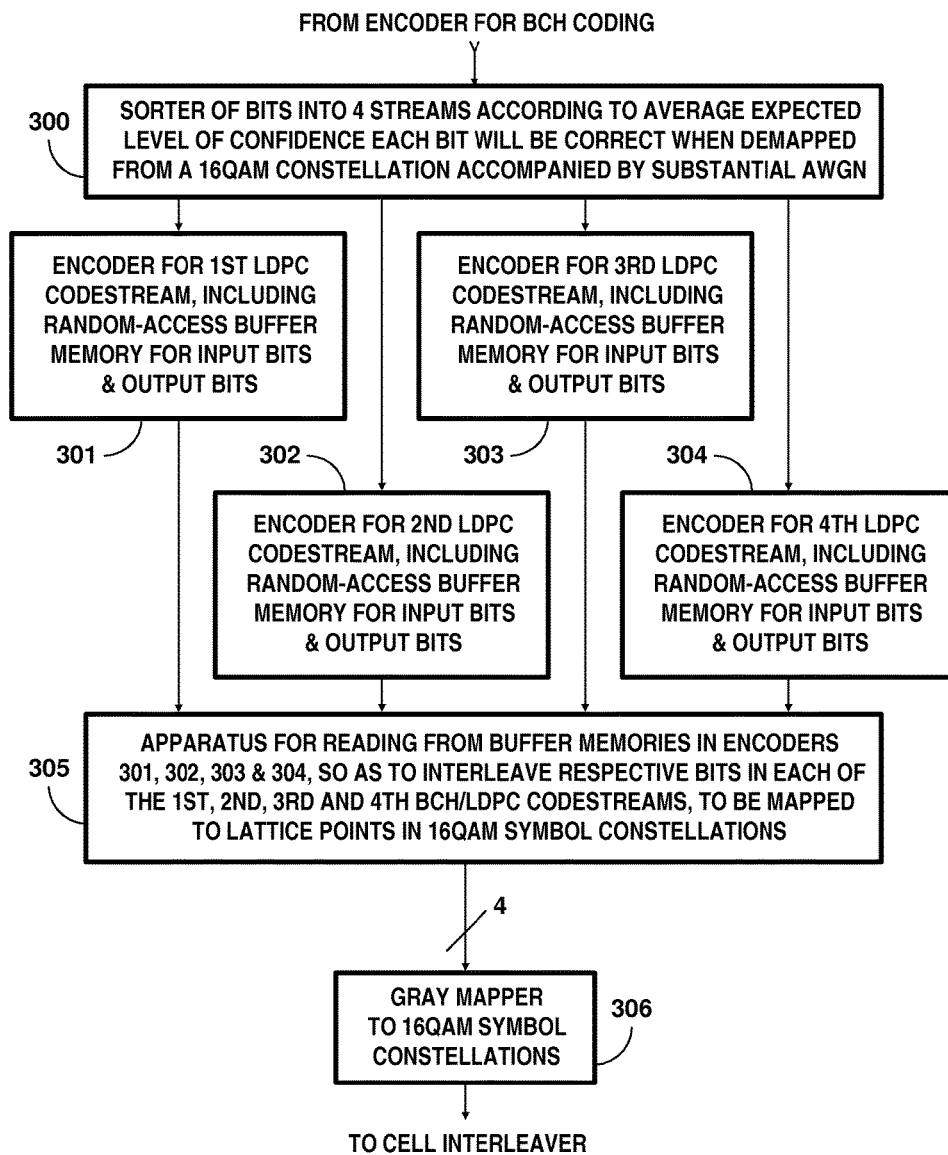 FROM ENCODER FOR BCH CODING
300
SORTER OF BITS INTO 4 STREAMS ACCORDING TO AVERAGE EXPECTED
LEVEL OF CONFIDENCE EACH BIT WILL BE CORRECT WHEN DEMAPPED
FROM A 16QAM CONSTELLATION ACCOMPANIED BY SUBSTANTIAL AWGN
ENCODER FOR 1ST LDPC
CODESTREAM, INCLUDING
RANDOM-ACCESS BUFFER
MEMORY FOR INPUT BITS
& OUTPUT BITS
301
ENCODER FOR 3RD LDPC
CODESTREAM, INCLUDING
RANDOM-ACCESS BUFFER
MEMORY FOR INPUT BITS
& OUTPUT BITS
303
302
ENCODER FOR 2ND LDPC
CODESTREAM, INCLUDING
RANDOM-ACCESS BUFFER
MEMORY FOR INPUT BITS
& OUTPUT BITS
304
ENCODER FOR 4TH LDPC
CODESTREAM, INCLUDING
RANDOM-ACCESS BUFFER
MEMORY FOR INPUT BITS
& OUTPUT BITS
305
APPARATUS FOR READING FROM BUFFER MEMORIES IN ENCODERS
301, 302, 303 & 304, SO AS TO INTERLEAVE RESPECTIVE BITS IN EACH OF
THE 1ST, 2ND, 3RD AND 4TH BCH/LDPC CODESTREAMS, TO BE MAPPED
TO LATTICE POINTS IN 16QAM SYMBOL CONSTELLATIONS
4
GRAY MAPPER
TO 16QAM SYMBOL
CONSTELLATIONS
306
TO CELL INTERLEAVER